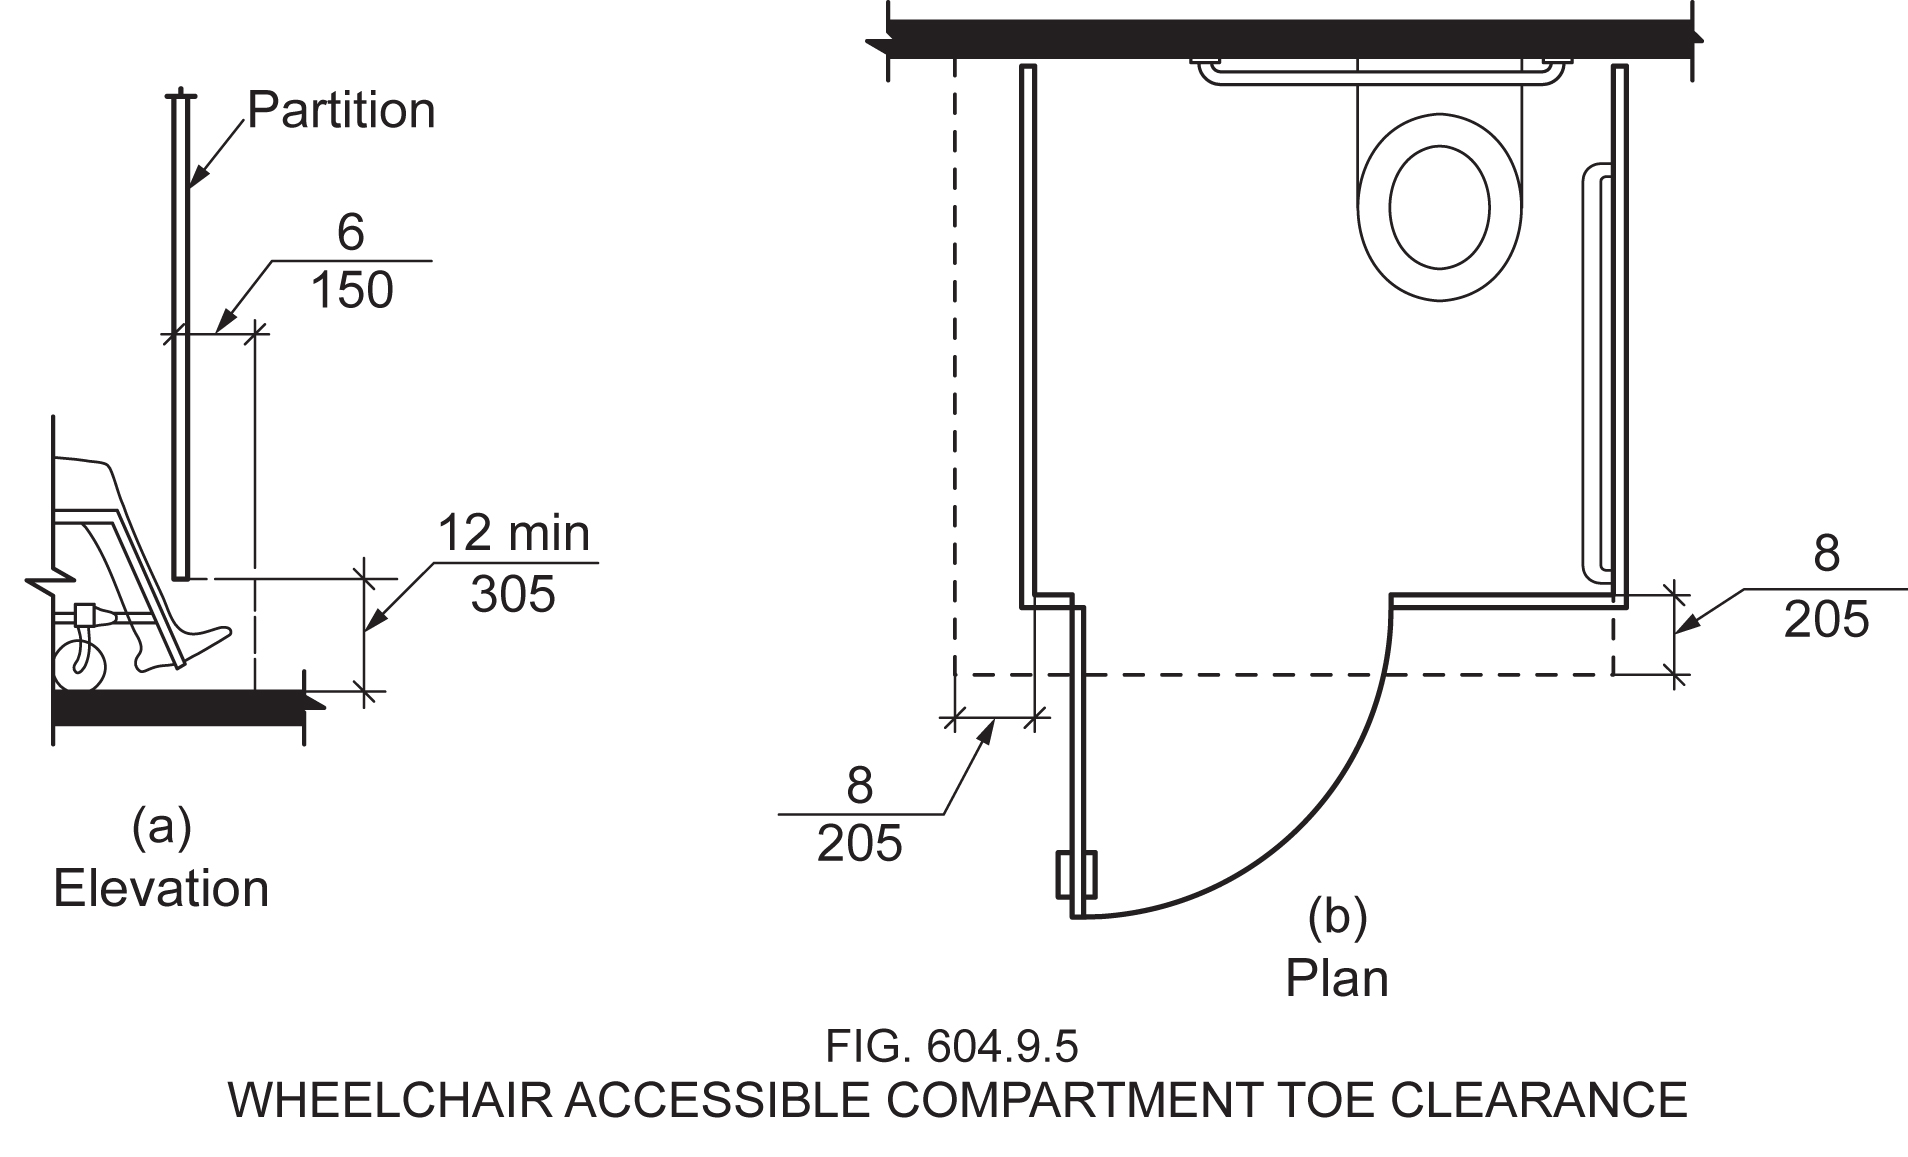 Partition
6
150
12 min
305
(a)
Elevation
8
205
8
205
(b)
Plan
FIG. 604.9.5
WHEELCHAIR ACCESSIBLE COMPARTMENT TOE CLEARANCE